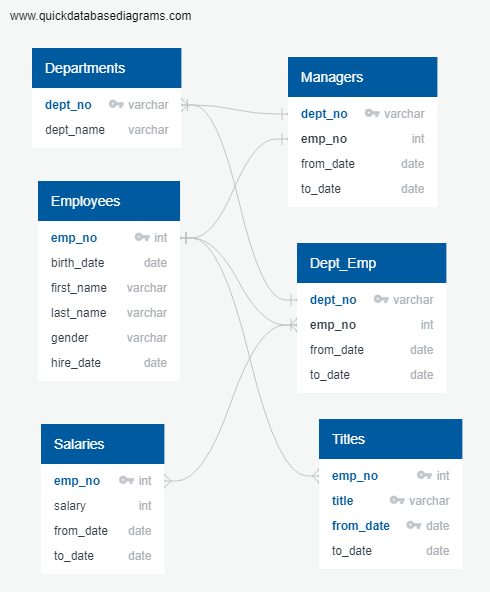 www.quickdatabasediagrams.com
Departments
dept_no varchar
dept_name varchar
Managers
dept_no varchar
emp_no int
from_date date
to_date date
Employees
emp_no int
birth_date date
first_name varchar
last_name varchar
gender varchar
hire_date date
Dept_Emp
dept_no varchar
emp_no int
from_date date
to_date date
Salaries
emp_no int
salary int
from_date date
to_date date
Titles
emp_no int
title varchar
from_date date
to_date date